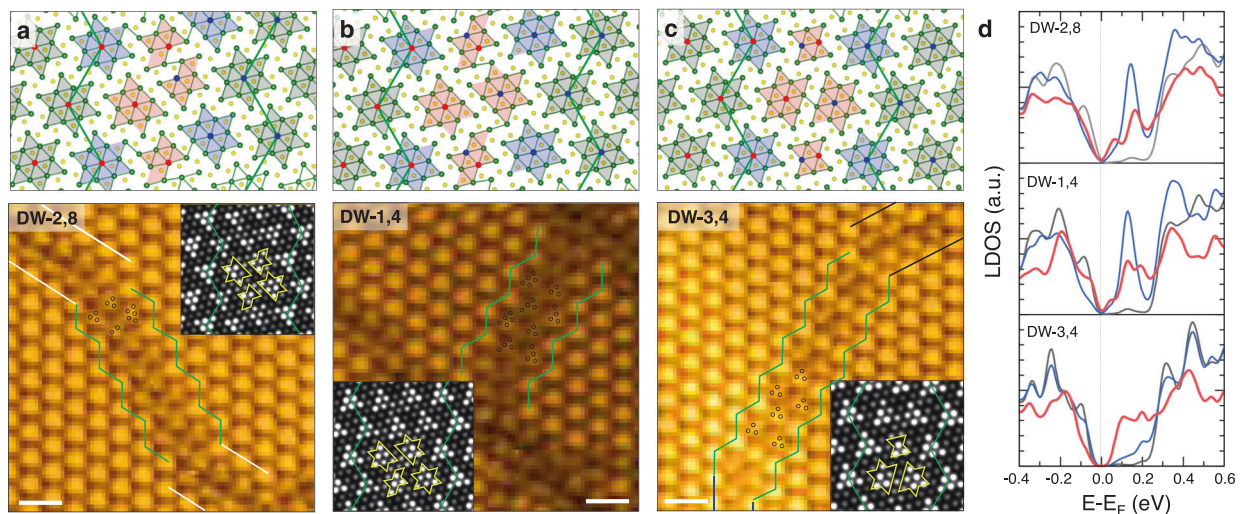 a
b
c
d
DW-2,8
DW-1,4
DW-3,4
DW-2,8
DW-1,4
DW-3,4
LDOS (a.u.)
-0.4 -0.2 0.0 0.2 0.4 0.6
E-E_F (eV)